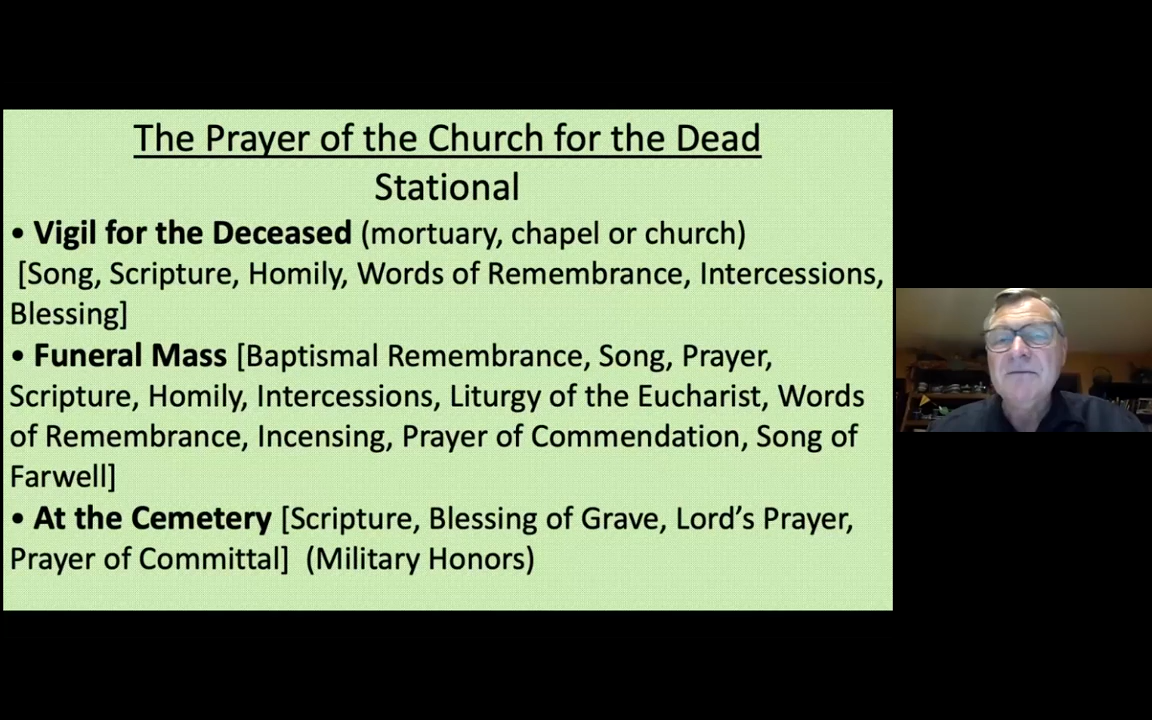 The Prayer of the Church for the Dead
Stational
• Vigil for the Deceased (mortuary, chapel or church)
[Song, Scripture, Homily, Words of Remembrance, Intercessions,
Blessing]
• Funeral Mass [Baptismal Remembrance, Song, Prayer,
Scripture, Homily, Intercessions, Liturgy of the Eucharist, Words
of Remembrance, Incensing, Prayer of Commendation, Song of
Farwell]
• At the Cemetery [Scripture, Blessing of Grave, Lord’s Prayer,
Prayer of Committal]  (Military Honors)